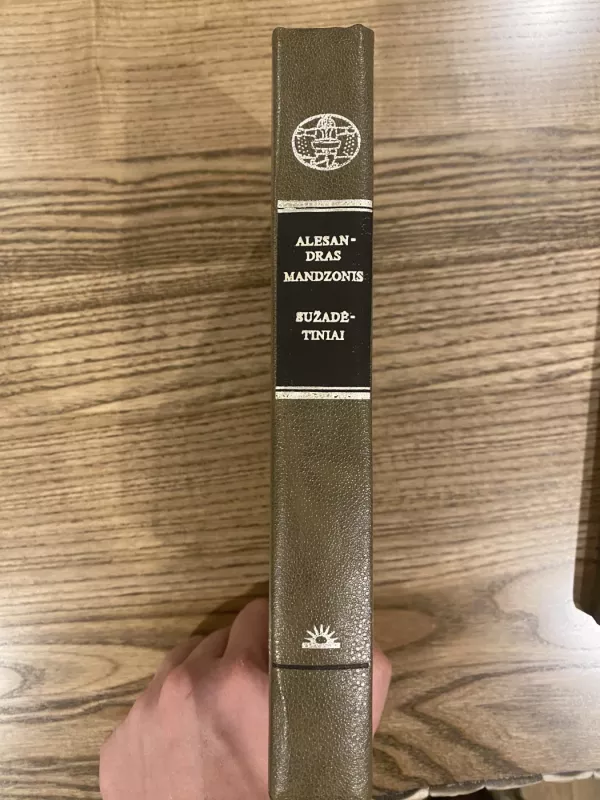 ALESAN-
DRAS
MANDZONIS
SUŽADĖ-
TINIAI